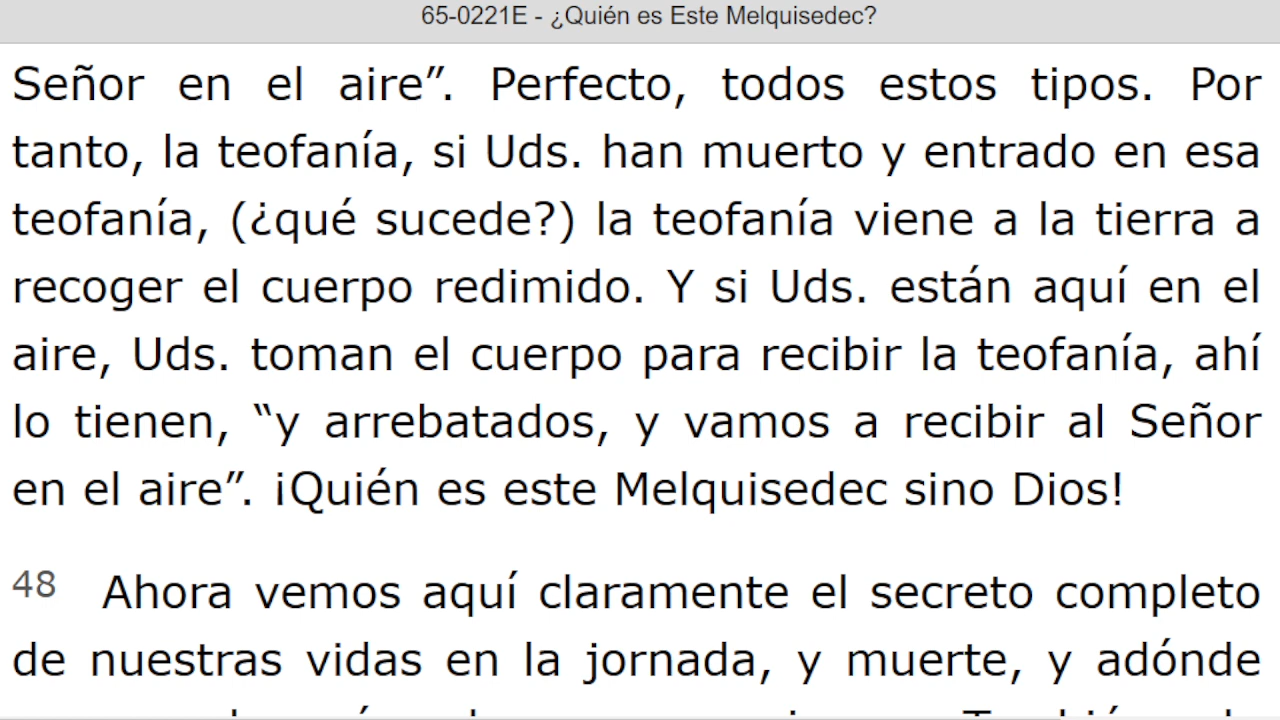 65-0221E - ¿Quién es Este Melquisedec?
Señor en el aire”. Perfecto, todos estos tipos. Por
tanto, la teofanía, si Uds. han muerto y entrado en esa
teofanía, (¿qué sucede?) la teofanía viene a la tierra a
recoger el cuerpo redimido. Y si Uds. están aquí en el
aire, Uds. toman el cuerpo para recibir la teofanía, ahí
lo tienen, “y arrebatados, y vamos a recibir al Señor
en el aire”. ¡Quién es este Melquisedec sino Dios!
48 Ahora vemos aquí claramente el secreto completo
de nuestras vidas en la jornada, y muerte, y adónde